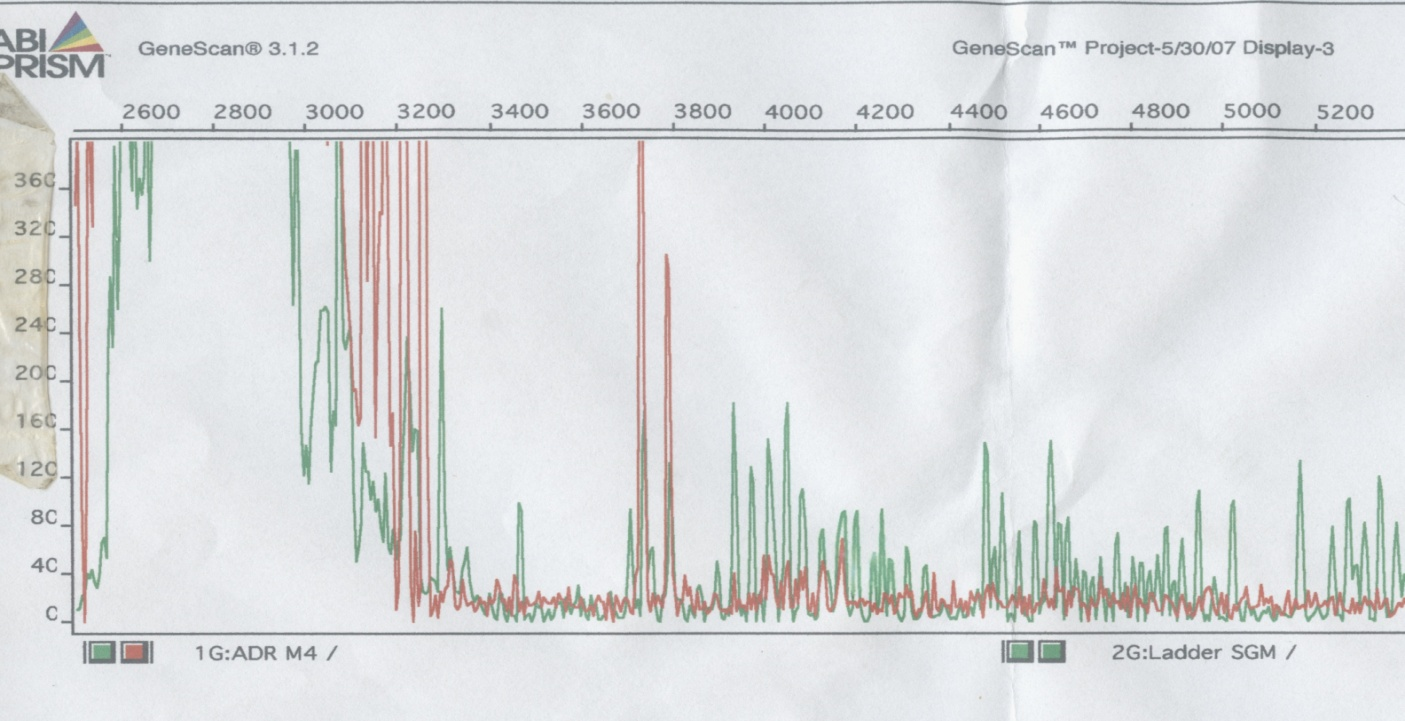 ABI
PRISM™
GeneScan® 3.1.2
GeneScan™ Project-5/30/07 Display-3
2600 2800 3000 3200 3400 3600 3800 4000 4200 4400 4600 4800 5000 5200
360
320
280
240
200
160
120
80
40
0
1G:ADR M4 /
2G:Ladder SGM /